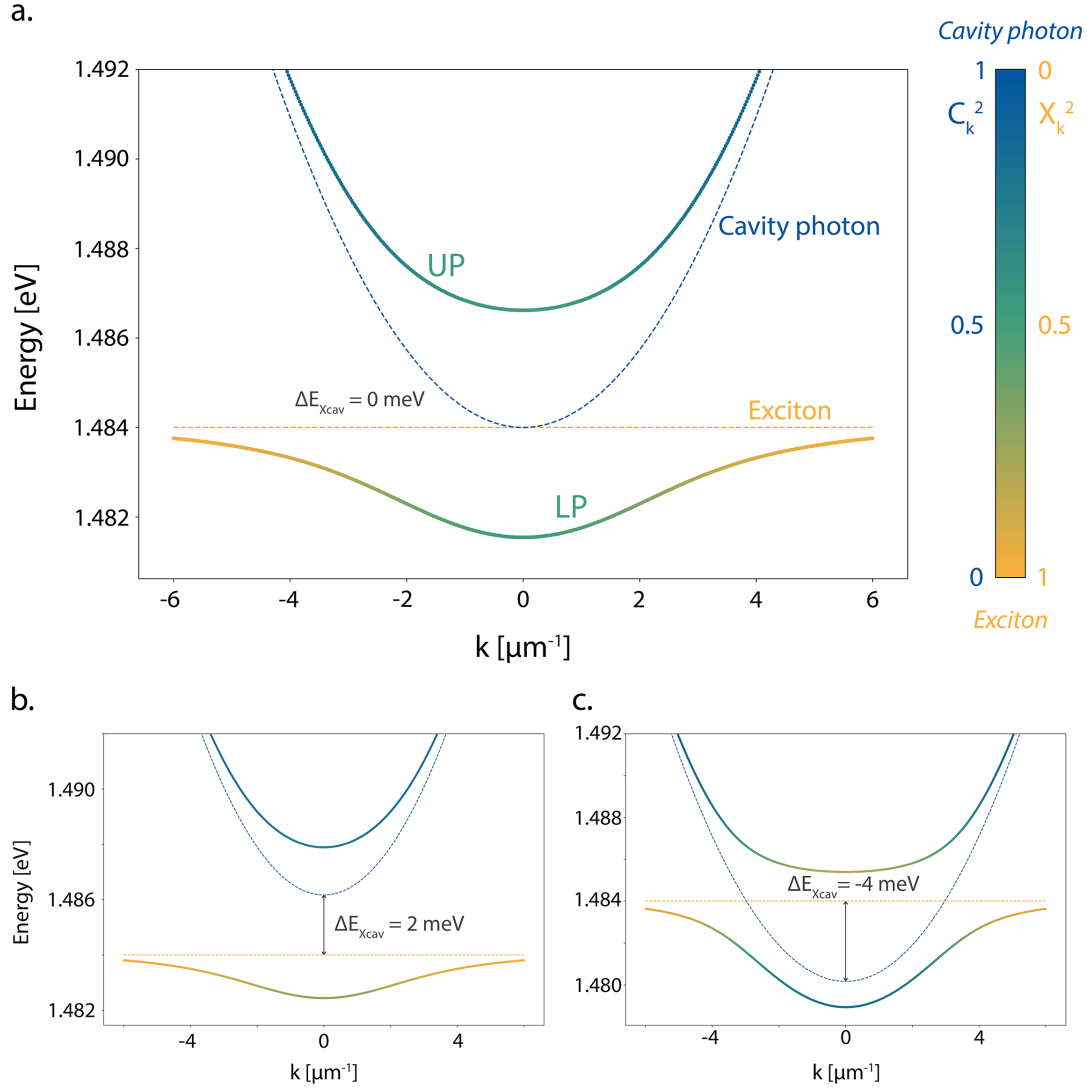 a.
Cavity photon
1 0
C_k^2 X_k^2
0.5 0.5
0 1
Exciton
Energy [eV]
1.492
1.490
1.488
1.486
1.484
1.482
UP
Cavity photon
ΔE_Xcav = 0 meV
Exciton
LP
-6 -4 -2 0 2 4 6
k [µm⁻¹]
b.
Energy [eV]
1.490
1.486
1.482
ΔE_Xcav = 2 meV
-4 0 4
k [µm⁻¹]
c.
1.492
1.488
1.484
1.480
ΔE_Xcav = -4 meV
-4 0 4
k [µm⁻¹]